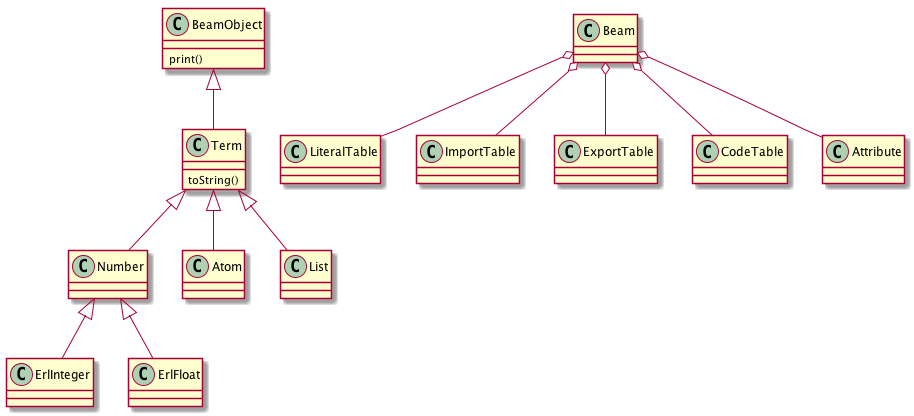 C BeamObject
print()
C Beam
C Term
toString()
C LiteralTable
C ImportTable
C ExportTable
C CodeTable
C Attribute
C Number
C Atom
C List
C ErlInteger
C ErlFloat